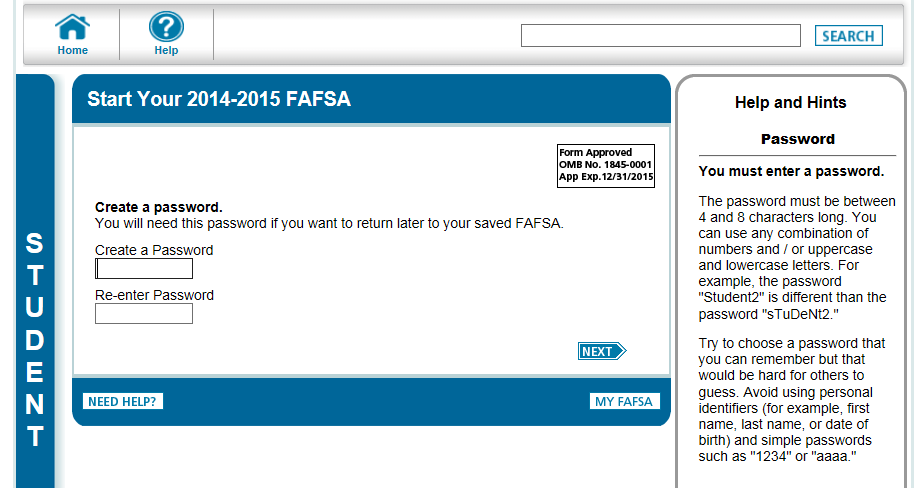 Home
Help
SEARCH
Start Your 2014-2015 FAFSA
Form Approved
OMB No. 1845-0001
App Exp.12/31/2015
Create a password.
You will need this password if you want to return later to your saved FAFSA.
Create a Password
Re-enter Password
NEXT
NEED HELP?
MY FAFSA
S
T
U
D
E
N
T
Help and Hints
Password
You must enter a password.
The password must be between
4 and 8 characters long. You
can use any combination of
numbers and / or uppercase
and lowercase letters. For
example, the password
"Student2" is different than the
password "sTuDeNt2."
Try to choose a password that
you can remember but that
would be hard for others to
guess. Avoid using personal
identifiers (for example, first
name, last name, or date of
birth) and simple passwords
such as "1234" or "aaaa."